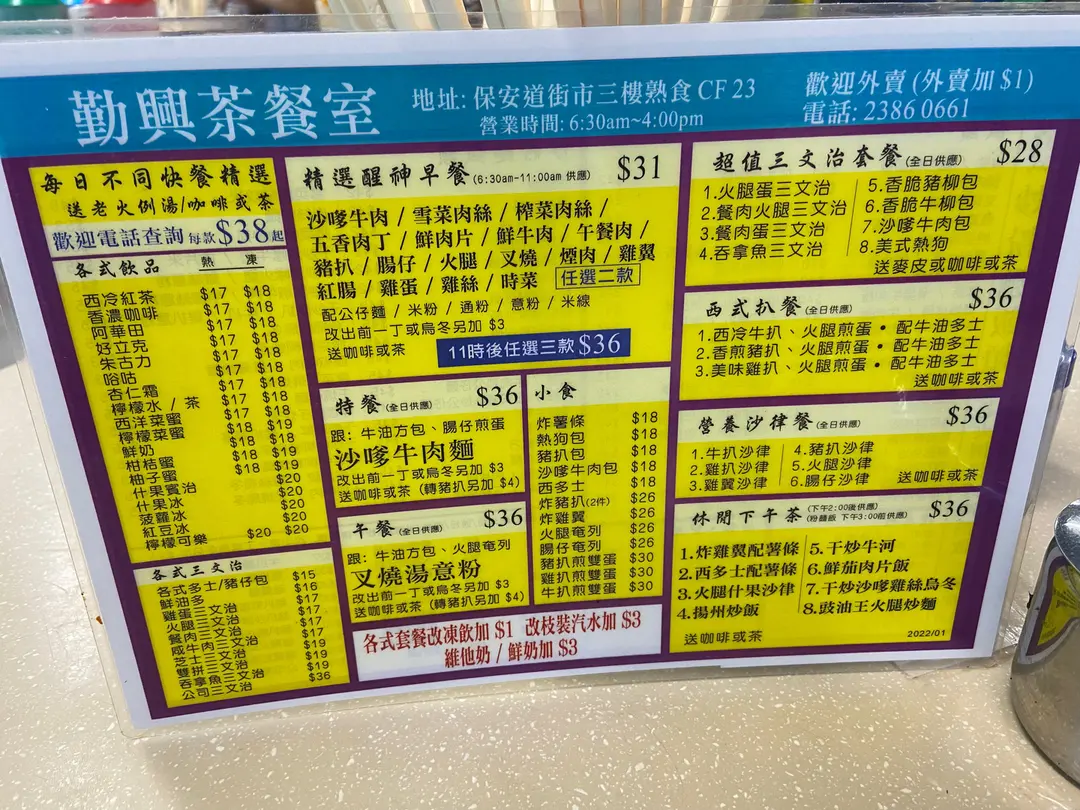 勤興茶餐室
地址: 保安道街市三樓熟食 CF 23
營業時間: 6:30am~4:00pm
歡迎外賣 (外賣加 $1)
電話: 2386 0661
每日不同快餐精選
送老火例湯/咖啡或茶
歡迎電話查詢 每款$38起
各式飲品 熱 凍
西冷紅茶 $17 $18
香濃咖啡 $17 $18
阿華田 $17 $18
好立克 $17 $18
朱古力 $17 $18
哈咕 $17 $18
杏仁霜 $17 $18
檸檬水 / 茶 $17 $18
西洋菜蜜 $18 $19
檸檬菜蜜 $18 $19
鮮奶 $18 $18
柑桔蜜 $18 $19
柚子蜜
什果賓治 $20
什果冰 $20
菠蘿冰 $20
紅豆冰 $20
檸檬可樂 $20 $20
各式三文治
各式多士/豬仔包 $15
鮮油多 $16
雞蛋三文治 $17
火腿三文治 $17
餐肉三文治 $17
咸牛肉三文治 $19
芝士三文治 $19
雙拼三文治 $19
吞拿魚三文治
公司三文治 $36
精選醒神早餐 (6:30am-11:00am 供應) $31
沙嗲牛肉 / 雪菜肉絲 / 榨菜肉絲 /
五香肉丁 / 鮮肉片 / 鮮牛肉 / 午餐肉 /
豬扒 / 腸仔 / 火腿 / 叉燒 / 煙肉 / 雞翼
紅腸 / 雞蛋 / 雞絲 / 時菜 任選二款
配公仔麵 / 米粉 / 通粉 / 意粉 / 米線
改出前一丁或烏冬另加 $3
送咖啡或茶
11時後任選三款 $36
特餐 (全日供應) $36
跟: 牛油方包、腸仔煎蛋
沙嗲牛肉麵
改出前一丁或烏冬另加 $3
送咖啡或茶 (轉豬扒另加 $4)
午餐 (全日供應) $36
跟: 牛油方包、火腿奄列
叉燒湯意粉
改出前一丁或烏冬另加 $3
送咖啡或茶 (轉豬扒另加 $4)
小食
炸薯條 $18
熱狗包 $18
豬扒包 $18
沙嗲牛肉包 $18
西多士 $18
炸豬扒(2件) $26
炸雞翼 $26
火腿奄列 $26
腸仔奄列 $26
豬扒煎雙蛋 $30
雞扒煎雙蛋 $30
牛扒煎雙蛋 $30
各式套餐改凍飲加 $1 改枝裝汽水加 $3
維他奶 / 鮮奶加 $3
超值三文治套餐 (全日供應) $28
1.火腿蛋三文治
2.餐肉火腿三文治
3.餐肉蛋三文治
4.吞拿魚三文治
5.香脆豬柳包
6.香脆牛柳包
7.沙嗲牛肉包
8.美式熱狗
送麥皮或咖啡或茶
西式扒餐 (全日供應) $36
1.西冷牛扒、火腿煎蛋 • 配牛油多士
2.香煎豬扒、火腿煎蛋 • 配牛油多士
3.美味雞扒、火腿煎蛋 • 配牛油多士
送咖啡或茶
營養沙律餐 (全日供應) $36
1.牛扒沙律
2.雞扒沙律
3.雞翼沙律
4.豬扒沙律
5.火腿沙律
6.腸仔沙律
送咖啡或茶
休閒下午茶 (下午2:00後供應) $36
(粉麵飯 下午3:00前供應)
1.炸雞翼配薯條
2.西多士配薯條
3.火腿什果沙律
4.揚州炒飯
5.干炒牛河
6.鮮茄肉片飯
7.干炒沙嗲雞絲烏冬
8.豉油王火腿炒麵
送咖啡或茶
2022/01